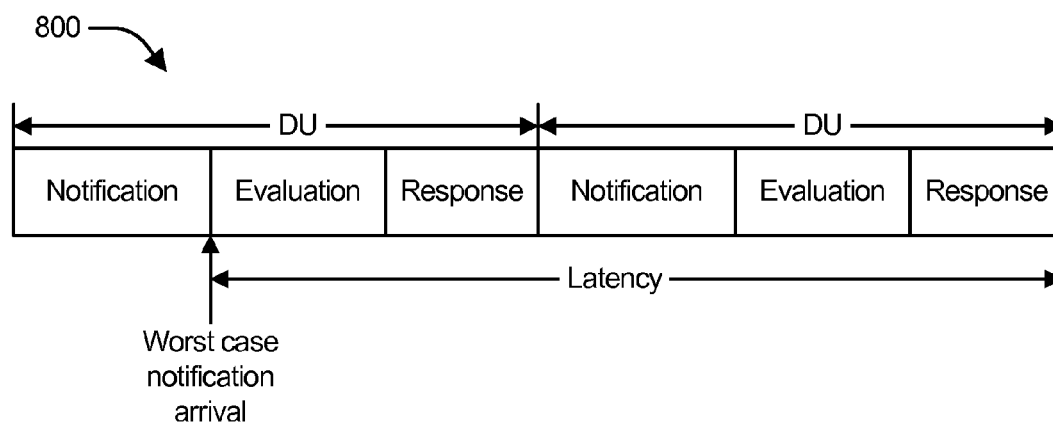 800
DU
DU
Notification
Evaluation
Response
Notification
Evaluation
Response
Latency
Worst case
notification
arrival